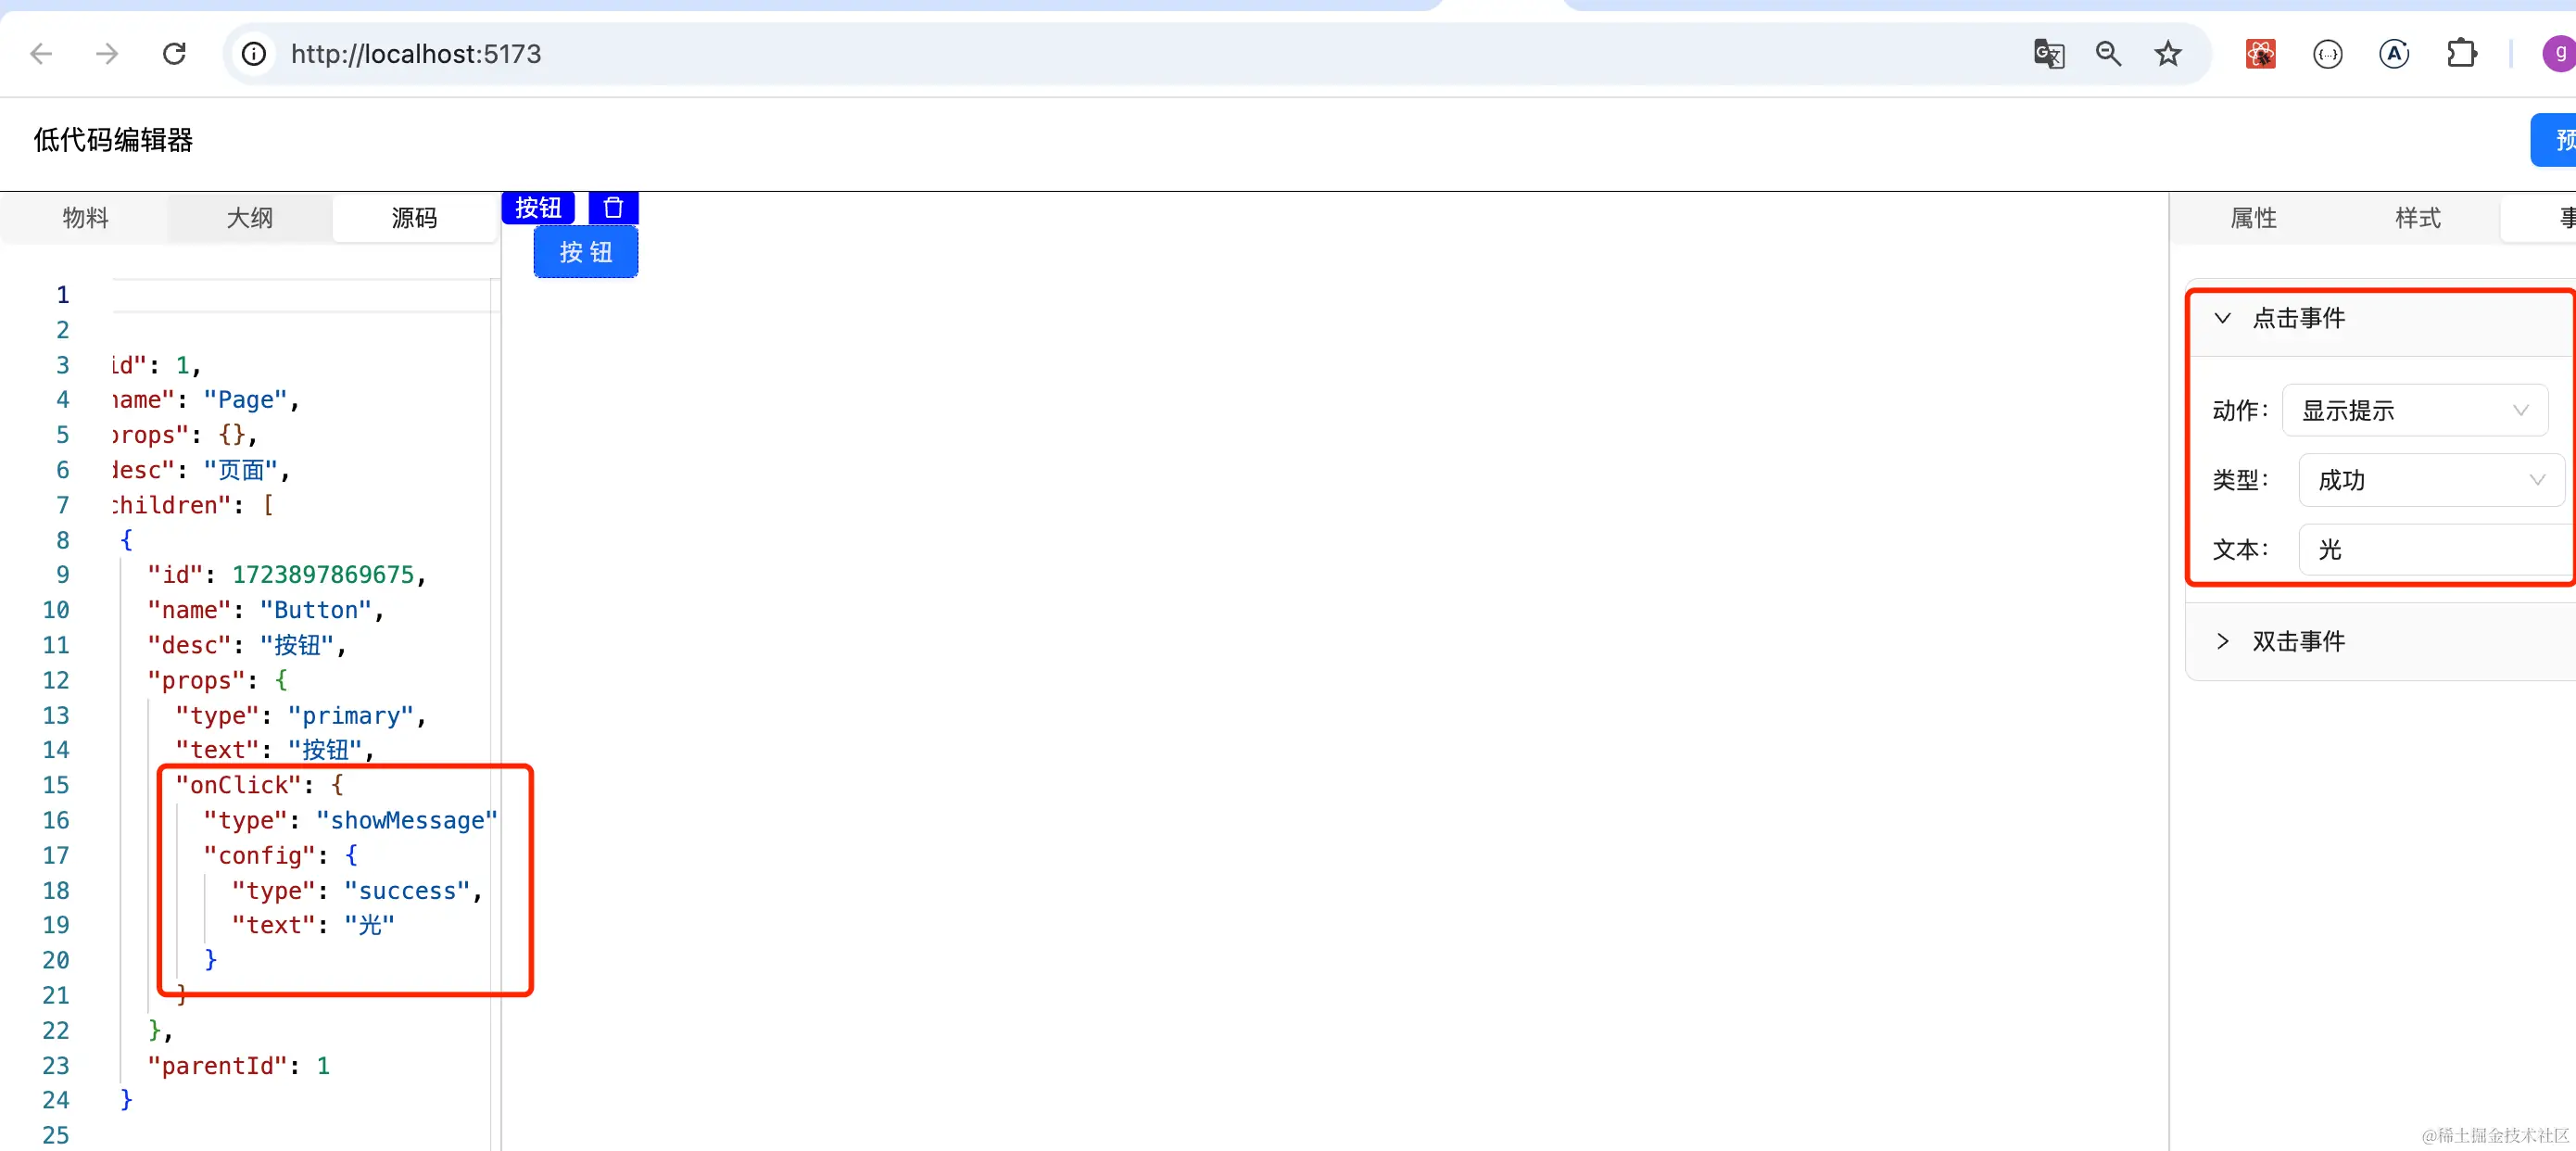 http://localhost:5173
g
低代码编辑器
预
物料 大纲 源码
按钮
按 钮
属性 样式 事
1
2
3 id": 1,
4 name": "Page",
5 props": {},
6 desc": "页面",
7 children": [
8 {
9 "id": 1723897869675,
10 "name": "Button",
11 "desc": "按钮",
12 "props": {
13 "type": "primary",
14 "text": "按钮",
15 "onClick": {
16 "type": "showMessage"
17 "config": {
18 "type": "success",
19 "text": "光"
20 }
21 }
22 },
23 "parentId": 1
24 }
25
点击事件
动作: 显示提示
类型: 成功
文本: 光
双击事件
@稀土掘金技术社区